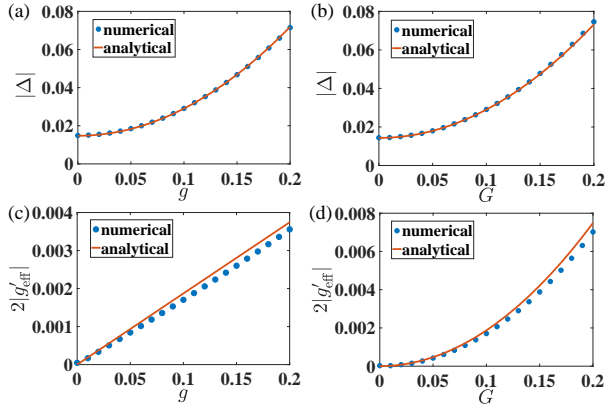 (a)
0.08
0.06
0.04
0.02
0
|Δ|
numerical
analytical
0 0.05 0.1 0.15 0.2
g
(b)
0.08
0.06
0.04
0.02
0
|Δ|
numerical
analytical
0 0.05 0.1 0.15 0.2
G
(c)
0.004
0.003
0.002
0.001
0
2|g′eff|
numerical
analytical
0 0.05 0.1 0.15 0.2
g
(d)
0.008
0.006
0.004
0.002
0
2|g′eff|
numerical
analytical
0 0.05 0.1 0.15 0.2
G